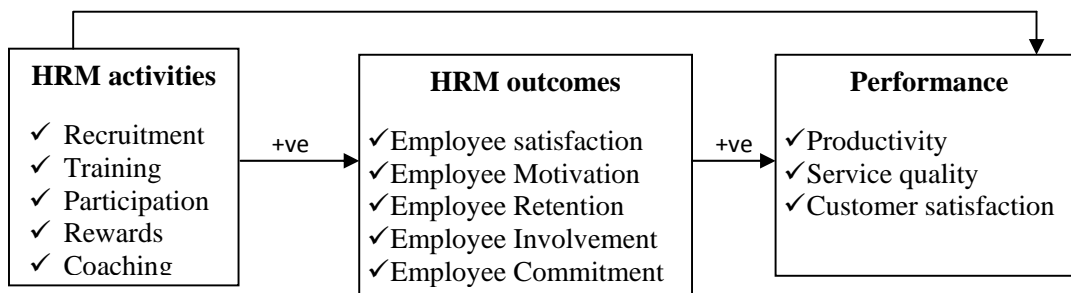 HRM activities
✓ Recruitment
✓ Training
✓ Participation
✓ Rewards
✓ Coaching
+ve
HRM outcomes
✓Employee satisfaction
✓Employee Motivation
✓Employee Retention
✓Employee Involvement
✓Employee Commitment
+ve
Performance
✓Productivity
✓Service quality
✓Customer satisfaction